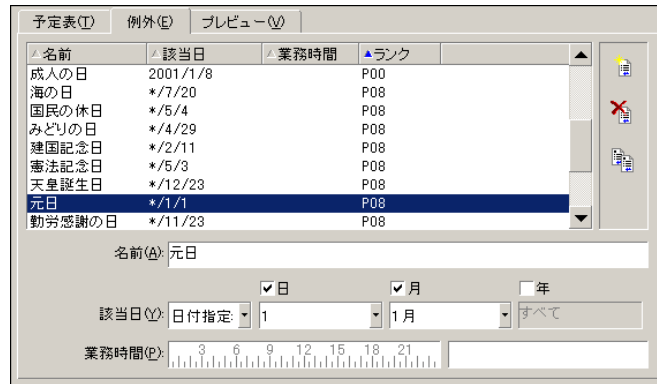 予定表(T) 例外(E) プレビュー(V)
名前 該当日 業務時間 ランク
成人の日 2001/1/8 P00
海の日 */7/20 P08
国民の休日 */5/4 P08
みどりの日 */4/29 P08
建国記念日 */2/11 P08
憲法記念日 */5/3 P08
天皇誕生日 */12/23 P08
元日 */1/1 P08
勤労感謝の日 */11/23 P08
名前(A): 元日
日 月 年
該当日(Y): 日付指定: 1 1月 すべて
業務時間(P): 3 6 9 12 15 18 21